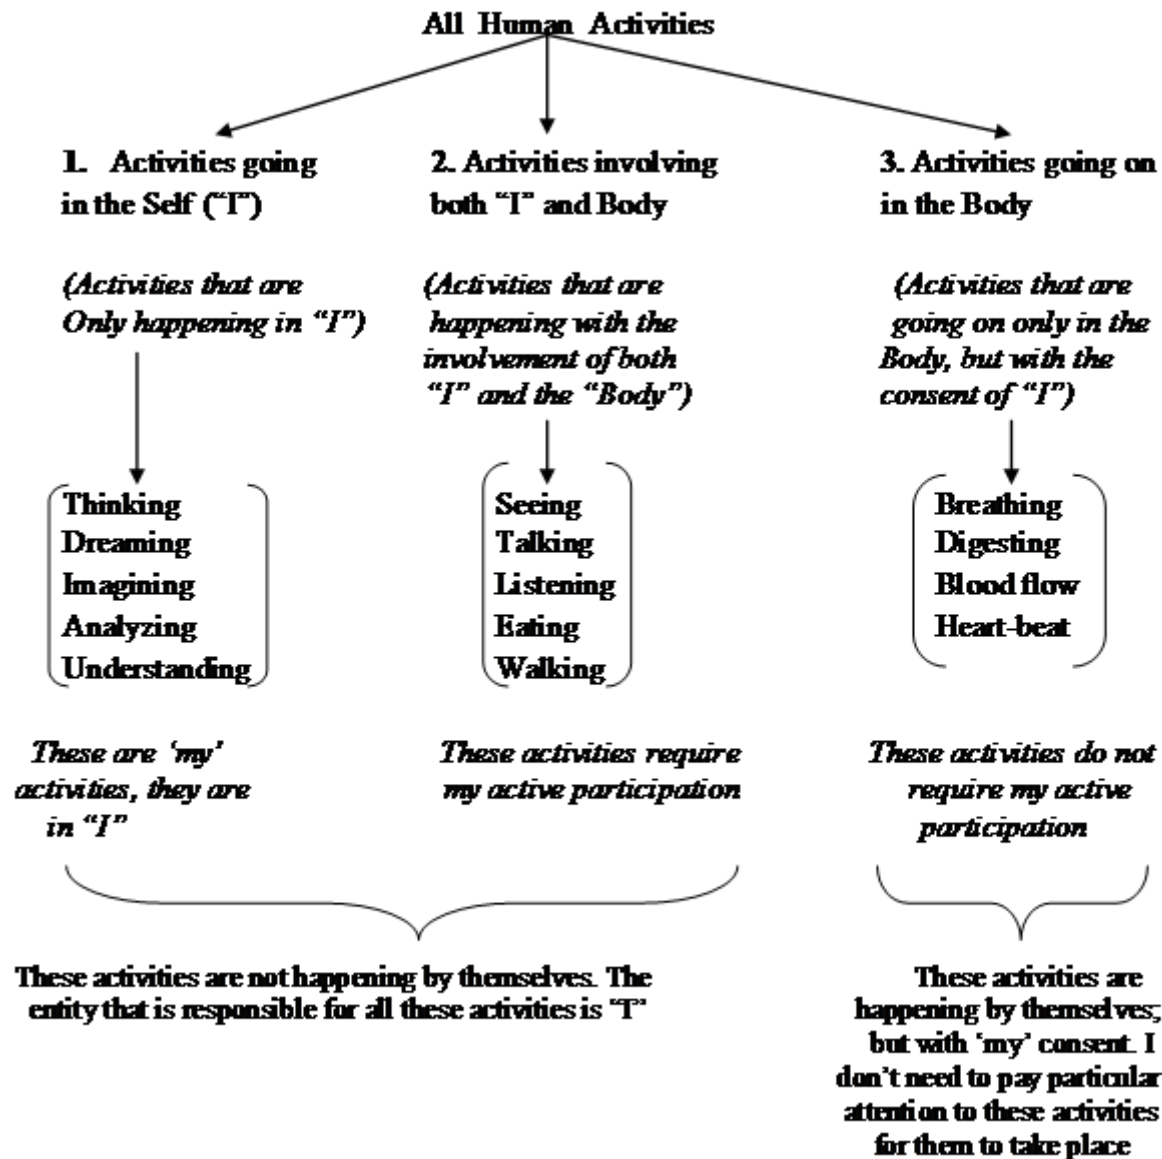 All Human Activities
1. Activities going
in the Self ("I")
(Activities that are
Only happening in "I")
Thinking
Dreaming
Imagining
Analyzing
Understanding
These are ‘my’
activities, they are
in "I"
2. Activities involving
both "I" and Body
(Activities that are
happening with the
involvement of both
"I" and the "Body")
Seeing
Talking
Listening
Eating
Walking
These activities require
my active participation
These activities are not happening by themselves. The
entity that is responsible for all these activities is "I"
3. Activities going on
in the Body
(Activities that are
going on only in the
Body, but with the
consent of "I")
Breathing
Digesting
Blood flow
Heart-beat
These activities do not
require my active
participation
These activities are
happening by themselves;
but with ‘my’ consent. I
don’t need to pay particular
attention to these activities
for them to take place